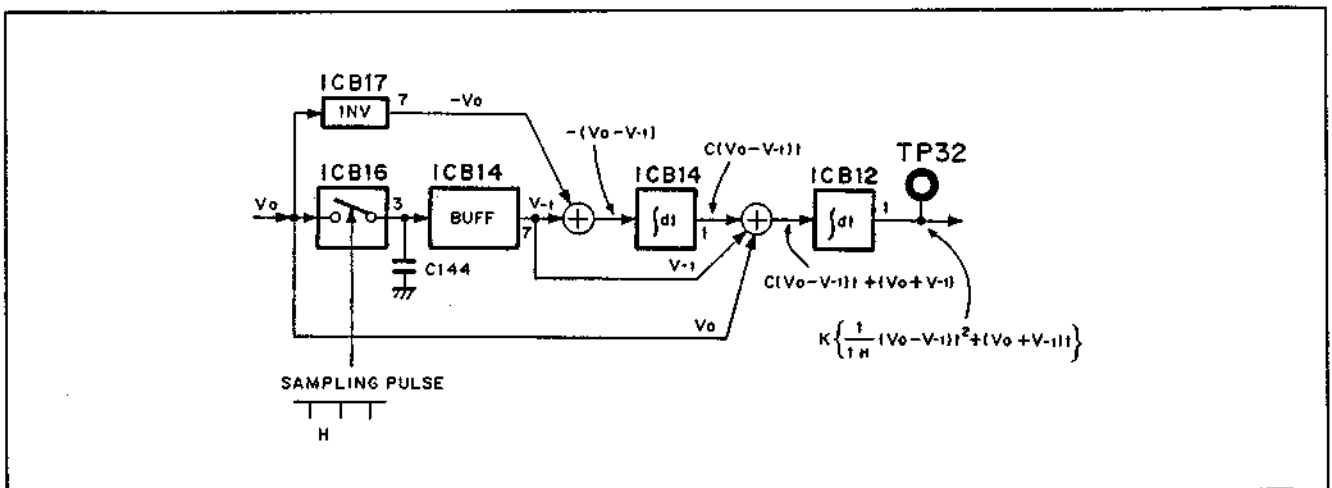 ICB17
7
-Vo
INV
-(Vo-V-1)
C(Vo-V-1)t
TP32
ICB16
ICB14
ICB14
ICB12
Vo
3
BUFF
V-1
7
+
∫dt
1
+
∫dt
1
C144
V-1
C(Vo-V-1)t+(Vo+V-1)
Vo
K{1/tH (Vo-V-1)t²+(Vo+V-1)t}
SAMPLING PULSE
H